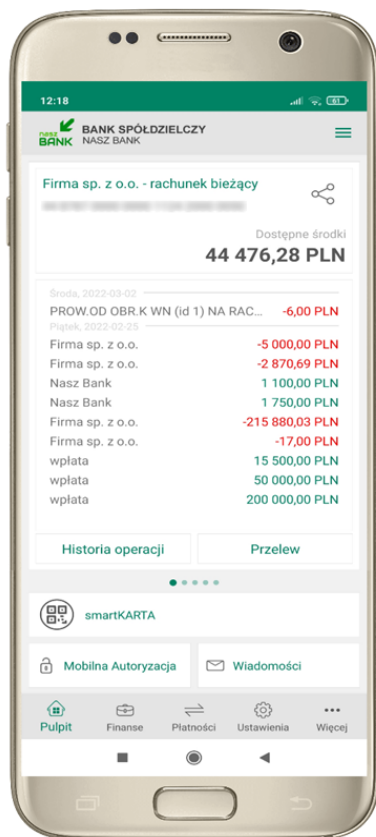 12:18
61
nasz BANK BANK SPÓŁDZIELCZY
NASZ BANK
Firma sp. z o.o. - rachunek bieżący
Dostępne środki
44 476,28 PLN
Środa, 2022-03-02
PROW.OD OBR.K WN (id 1) NA RAC... -6,00 PLN
Piątek, 2022-02-25
Firma sp. z o.o. -5 000,00 PLN
Firma sp. z o.o. -2 870,69 PLN
Nasz Bank 1 100,00 PLN
Nasz Bank 1 750,00 PLN
Firma sp. z o.o. -215 880,03 PLN
Firma sp. z o.o. -17,00 PLN
wpłata 15 500,00 PLN
wpłata 50 000,00 PLN
wpłata 200 000,00 PLN
Historia operacji Przelew
smartKARTA
Mobilna Autoryzacja Wiadomości
Pulpit Finanse Płatności Ustawienia Więcej